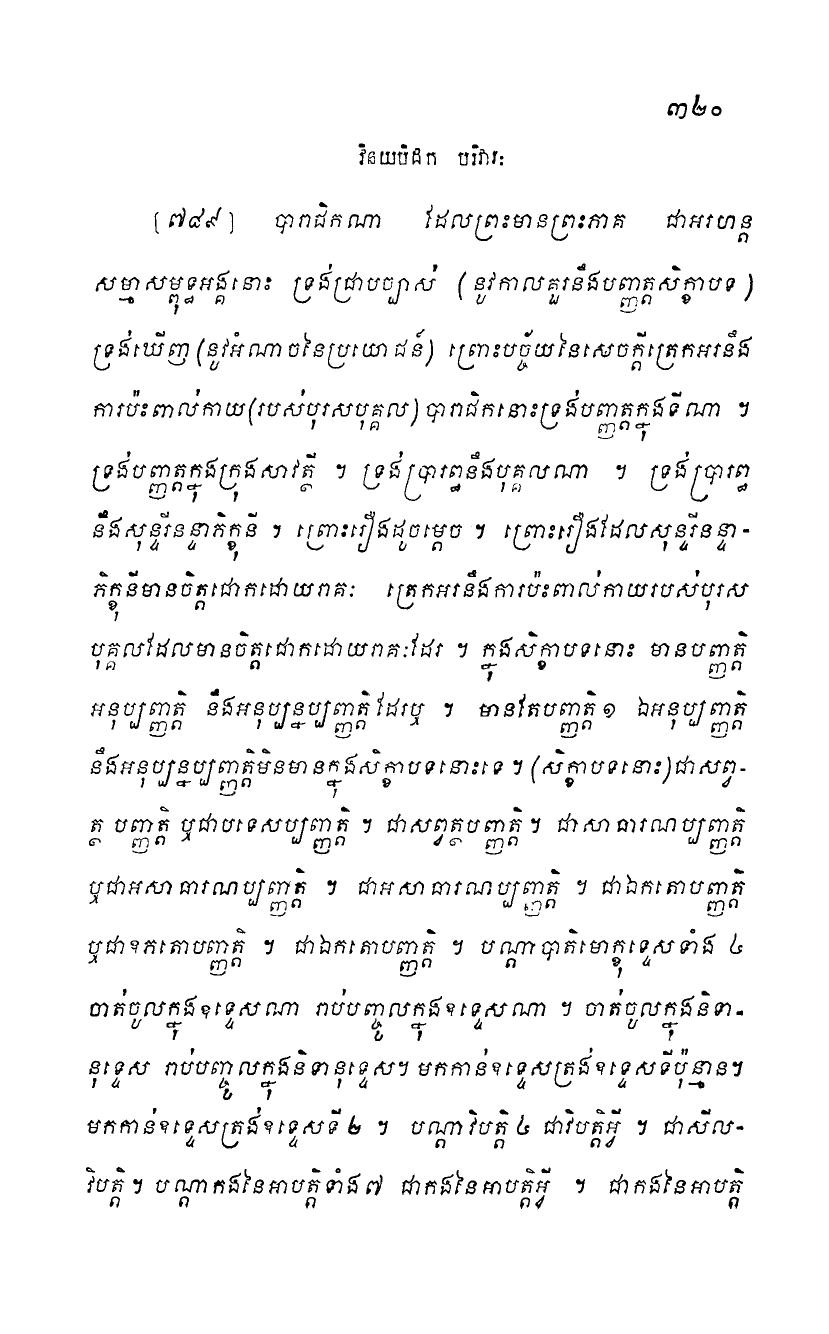 ៣២០
វិនយបិដក បរិវារៈ
[៧៨៩] បារាជិកណា ដែលព្រះមានព្រះភាគ ជាអរហន្ត
សម្មាសម្ពុទ្ធអង្គនោះ ទ្រង់ជ្រាបច្បាស់ (នូវកាលគួរនឹងបញ្ញត្តសិក្ខាបទ)
ទ្រង់ឃើញ (នូវអំណាចនៃប្រយោជន៍) ព្រោះបច្ច័យនៃសេចក្តីត្រេកអរនឹង
ការប៉ះពាល់កាយ(របស់បុរសបុគ្គល) បារាជិកនោះទ្រង់បញ្ញត្តក្នុងទីណា ។
ទ្រង់បញ្ញត្តក្នុងក្រុងសាវត្ថី ។ ទ្រង់ប្រារព្ធនឹងបុគ្គលណា ។ ទ្រង់ប្រារព្ធ
នឹងសុន្ទរីនន្ទាភិក្ខុនី ។ ព្រោះរឿងដូចម្តេច ។ ព្រោះរឿងដែលសុន្ទរីនន្ទា-
ភិក្ខុនីមានចិត្តជោកដោយរាគៈ ត្រេកអរនឹងការប៉ះពាល់កាយរបស់បុរស
បុគ្គលដែលមានចិត្តជោកដោយរាគៈដែរ ។ ក្នុងសិក្ខាបទនោះ មានបញ្ញត្តិ
អនុប្បញ្ញត្តិ នឹងអនុប្បន្នប្បញ្ញត្តិដែរឬ ។ មានតែបញ្ញត្តិ១ ឯអនុប្បញ្ញត្តិ
នឹងអនុប្បន្នប្បញ្ញត្តិមិនមានក្នុងសិក្ខាបទនោះទេ ។ (សិក្ខាបទនោះ)ជាសព្វ-
ត្ថ បញ្ញត្តិ ឬជាបទេសប្បញ្ញត្តិ ។ ជាសព្វត្ថបញ្ញត្តិ ។ ជាសាធារណប្បញ្ញត្តិ
ឬជាអសាធារណប្បញ្ញត្តិ ។ ជាអសាធារណប្បញ្ញត្តិ ។ ជាឯកតោបញ្ញត្តិ
ឬជាឧភតោបញ្ញត្តិ ។ ជាឯកតោបញ្ញត្តិ ។ បណ្តាបាតិមោក្ខុទ្ទេសទាំង ៤
ចាត់ចូលក្នុងឧទ្ទេសណា រាប់បញ្ចូលក្នុងឧទ្ទេសណា ។ ចាត់ចូលក្នុងនិទា-
នុទ្ទេស រាប់បញ្ចូលក្នុងនិទានុទ្ទេស។ មកកាន់ឧទ្ទេសត្រង់ឧទ្ទេសទីប៉ុន្មាន។
មកកាន់ឧទ្ទេសត្រង់ឧទ្ទេសទី២ ។ បណ្តាវិបត្តិ ៤ ជាវិបត្តិអ្វី ។ ជាសីល-
វិបត្តិ ។ បណ្តាកងនៃអាបត្តិទាំង៧ ជាកងនៃអាបត្តិអ្វី ។ ជាកងនៃអាបត្តិ